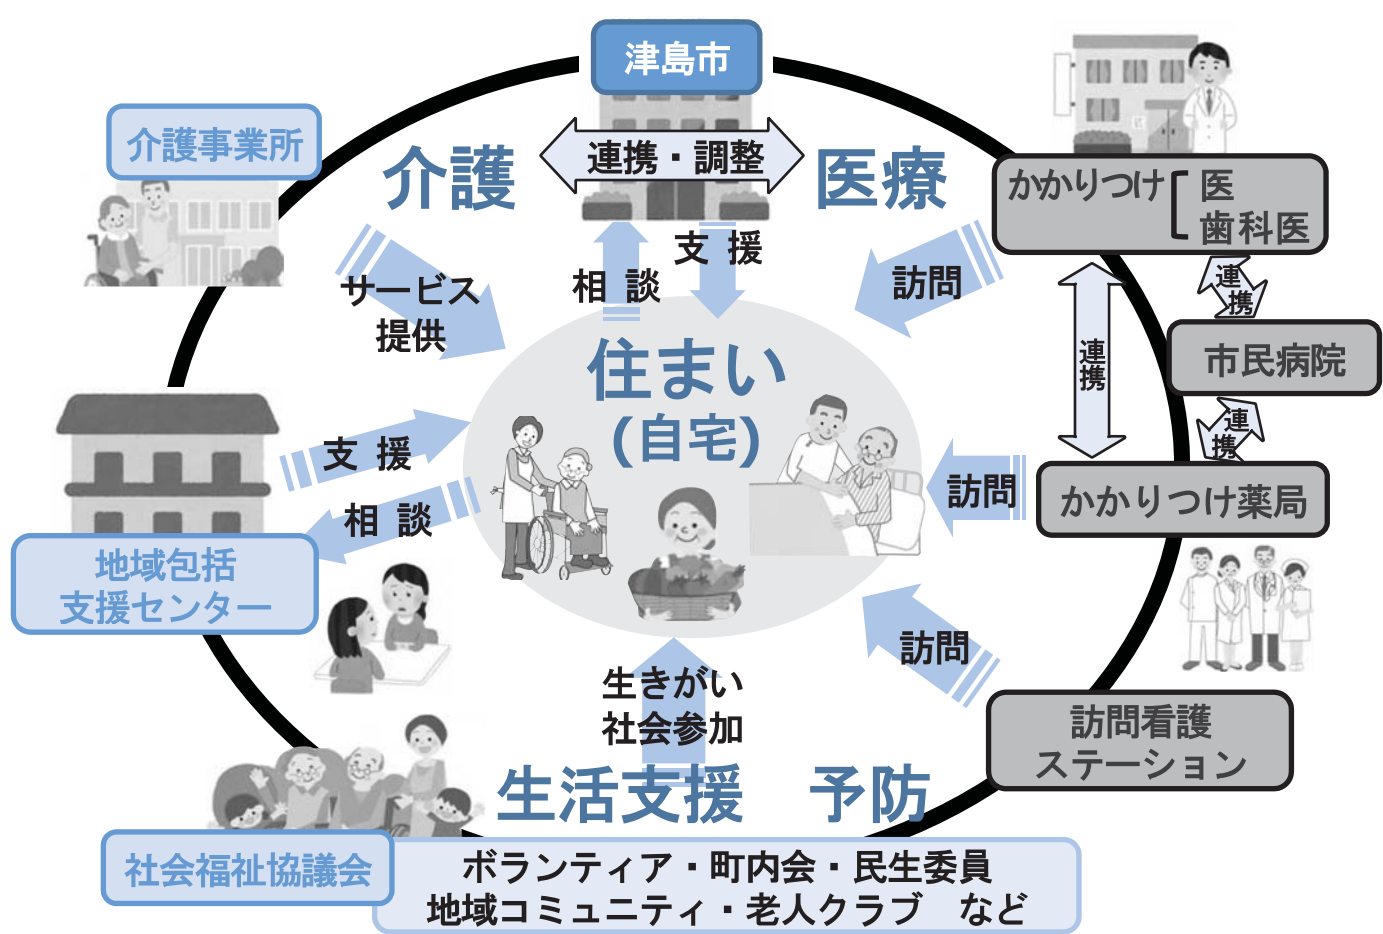 津島市
介護事業所
介護
連携・調整
医療
かかりつけ
医
歯科医
サービス
提供
相談
支援
訪問
連
携
連
携
市民病院
連
携
住まい
(自宅)
支援
相談
訪問
かかりつけ薬局
地域包括
支援センター
訪問
生きがい
社会参加
訪問看護
ステーション
生活支援
予防
社会福祉協議会
ボランティア・町内会・民生委員
地域コミュニティ・老人クラブ　など